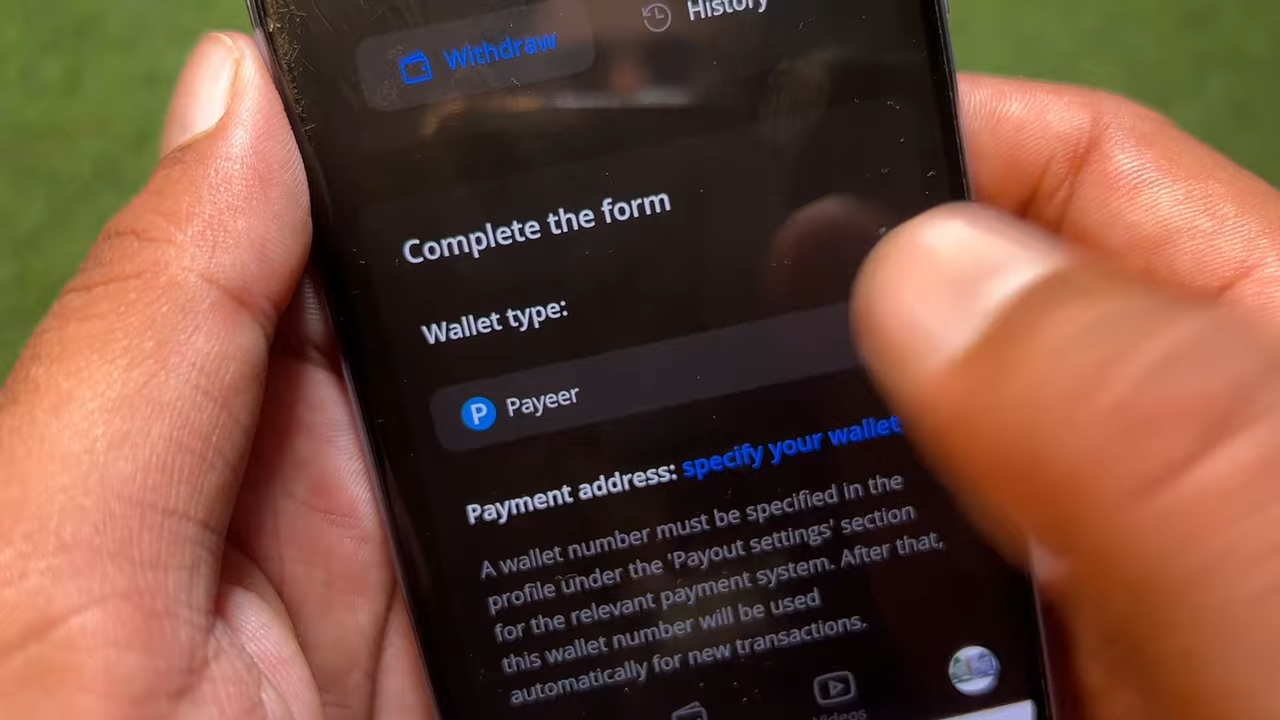 History
Withdraw
Complete the form
Wallet type:
P Payeer
Payment address: specify your wallet
A wallet number must be specified in the
profile under the 'Payout settings' section
for the relevant payment system. After that,
this wallet number will be used
automatically for new transactions.
Videos